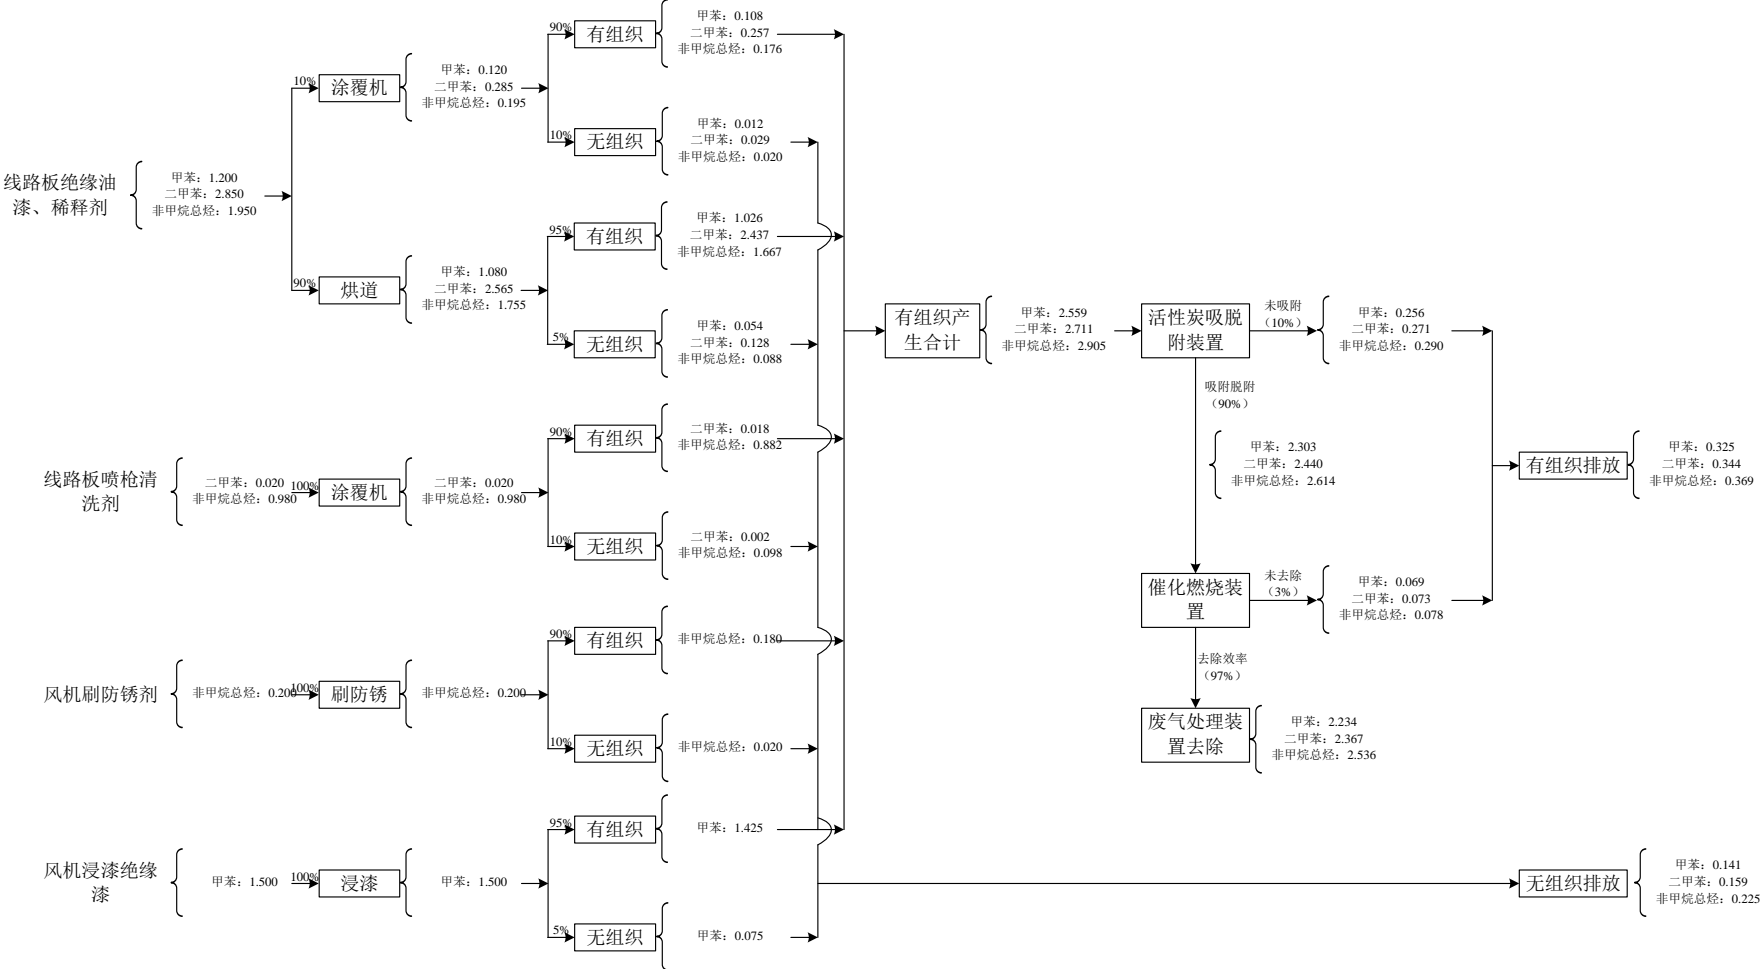 线路板绝缘油
漆、稀释剂
甲苯：1.200
二甲苯：2.850
非甲烷总烃：1.950
10%
涂覆机
甲苯：0.120
二甲苯：0.285
非甲烷总烃：0.195
90%
有组织
甲苯：0.108
二甲苯：0.257
非甲烷总烃：0.176
10%
无组织
甲苯：0.012
二甲苯：0.029
非甲烷总烃：0.020
90%
烘道
甲苯：1.080
二甲苯：2.565
非甲烷总烃：1.755
95%
有组织
甲苯：1.026
二甲苯：2.437
非甲烷总烃：1.667
5%
无组织
甲苯：0.054
二甲苯：0.128
非甲烷总烃：0.088
线路板喷枪清
洗剂
二甲苯：0.020
非甲烷总烃：0.980
100%
涂覆机
二甲苯：0.020
非甲烷总烃：0.980
90%
有组织
二甲苯：0.018
非甲烷总烃：0.882
10%
无组织
二甲苯：0.002
非甲烷总烃：0.098
风机刷防锈剂
非甲烷总烃：0.200
100%
刷防锈
非甲烷总烃：0.200
90%
有组织
非甲烷总烃：0.180
10%
无组织
非甲烷总烃：0.020
风机浸漆绝缘
漆
甲苯：1.500
100%
浸漆
甲苯：1.500
95%
有组织
甲苯：1.425
5%
无组织
甲苯：0.075
有组织产
生合计
甲苯：2.559
二甲苯：2.711
非甲烷总烃：2.905
活性炭吸脱
附装置
未吸附
（10%）
甲苯：0.256
二甲苯：0.271
非甲烷总烃：0.290
吸附脱附
（90%）
甲苯：2.303
二甲苯：2.440
非甲烷总烃：2.614
催化燃烧装
置
未去除
（3%）
甲苯：0.069
二甲苯：0.073
非甲烷总烃：0.078
去除效率
（97%）
废气处理装
置去除
甲苯：2.234
二甲苯：2.367
非甲烷总烃：2.536
有组织排放
甲苯：0.325
二甲苯：0.344
非甲烷总烃：0.369
无组织排放
甲苯：0.141
二甲苯：0.159
非甲烷总烃：0.225